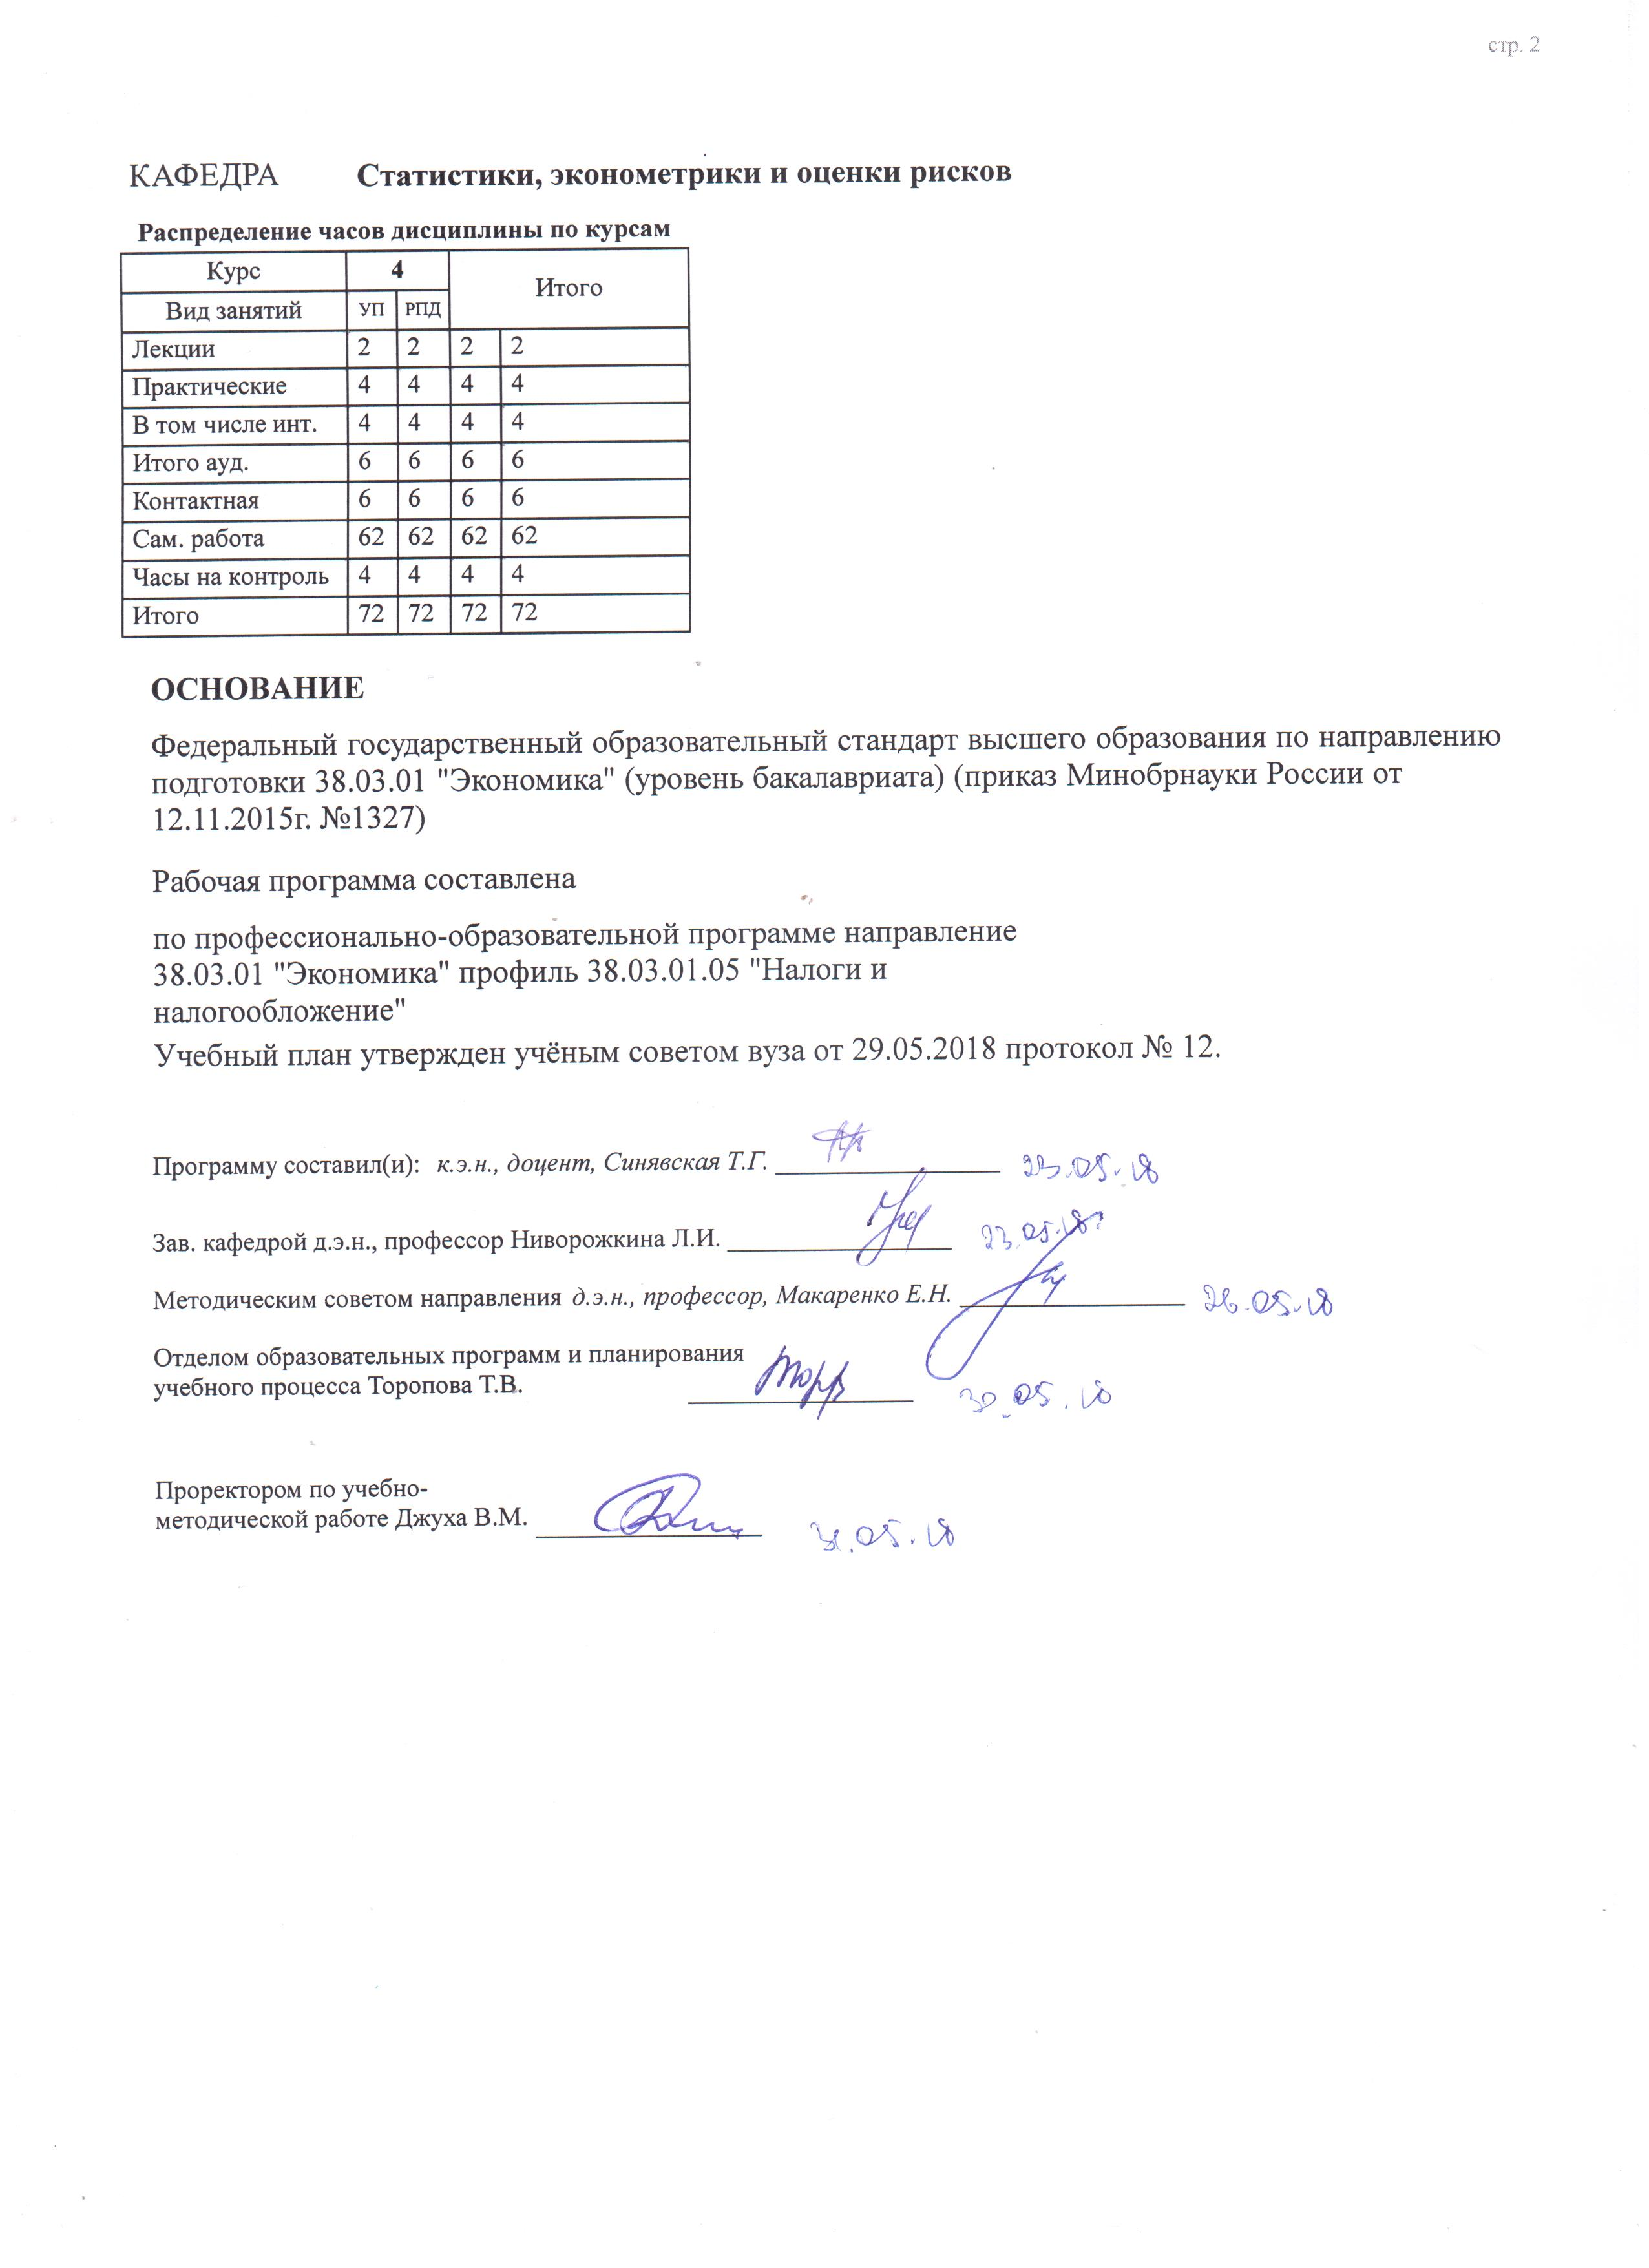 стр. 2
КАФЕДРА Статистики, эконометрики и оценки рисков
Распределение часов дисциплины по курсам
Курс 4 Итого
Вид занятий УП РПД
Лекции 2 2 2 2
Практические 4 4 4 4
В том числе инт. 4 4 4 4
Итого ауд. 6 6 6 6
Контактная 6 6 6 6
Сам. работа 62 62 62 62
Часы на контроль 4 4 4 4
Итого 72 72 72 72
ОСНОВАНИЕ
Федеральный государственный образовательный стандарт высшего образования по направлению
подготовки 38.03.01 "Экономика" (уровень бакалавриата) (приказ Минобрнауки России от
12.11.2015г. №1327)
Рабочая программа составлена
по профессионально-образовательной программе направление
38.03.01 "Экономика" профиль 38.03.01.05 "Налоги и
налогообложение"
Учебный план утвержден учёным советом вуза от 29.05.2018 протокол № 12.
Программу составил(и): к.э.н., доцент, Синявская Т.Г. 23.05.18
Зав. кафедрой д.э.н., профессор Ниворожкина Л.И. 23.05.18
Методическим советом направления д.э.н., профессор, Макаренко Е.Н. 28.05.18
Отделом образовательных программ и планирования
учебного процесса Торопова Т.В. 30.05.18
Проректором по учебно-
методической работе Джуха В.М. 31.05.18